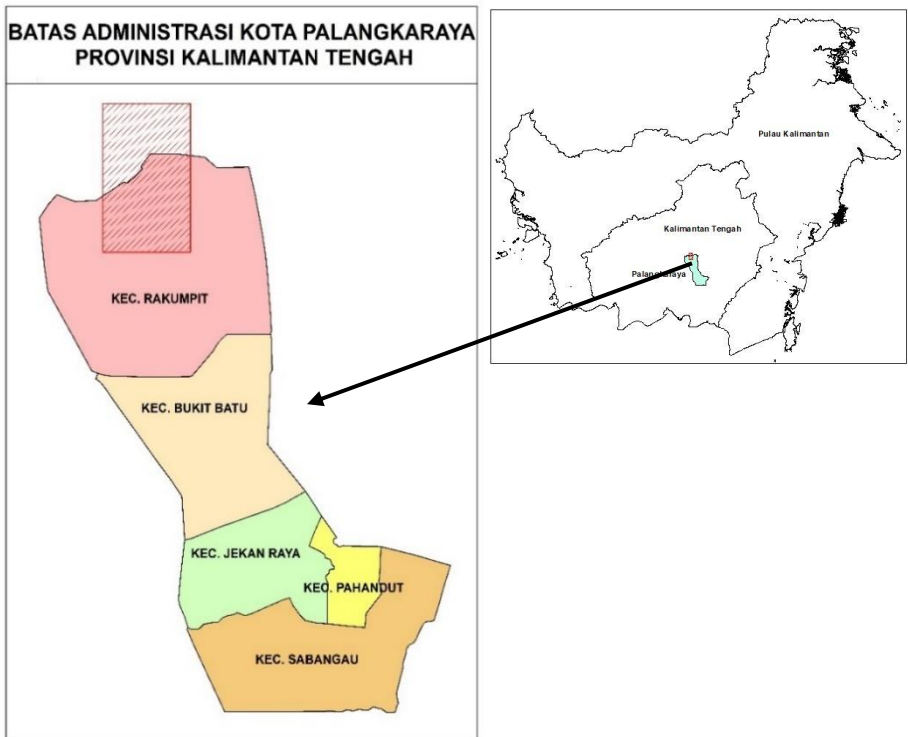 BATAS ADMINISTRASI KOTA PALANGKARAYA
PROVINSI KALIMANTAN TENGAH
KEC. RAKUMPIT
KEC. BUKIT BATU
KEC. JEKAN RAYA
KEC. PAHANDUT
KEC. SABANGAU
Pulau Kalimantan
Kalimantan Tengah
Palangkaraya